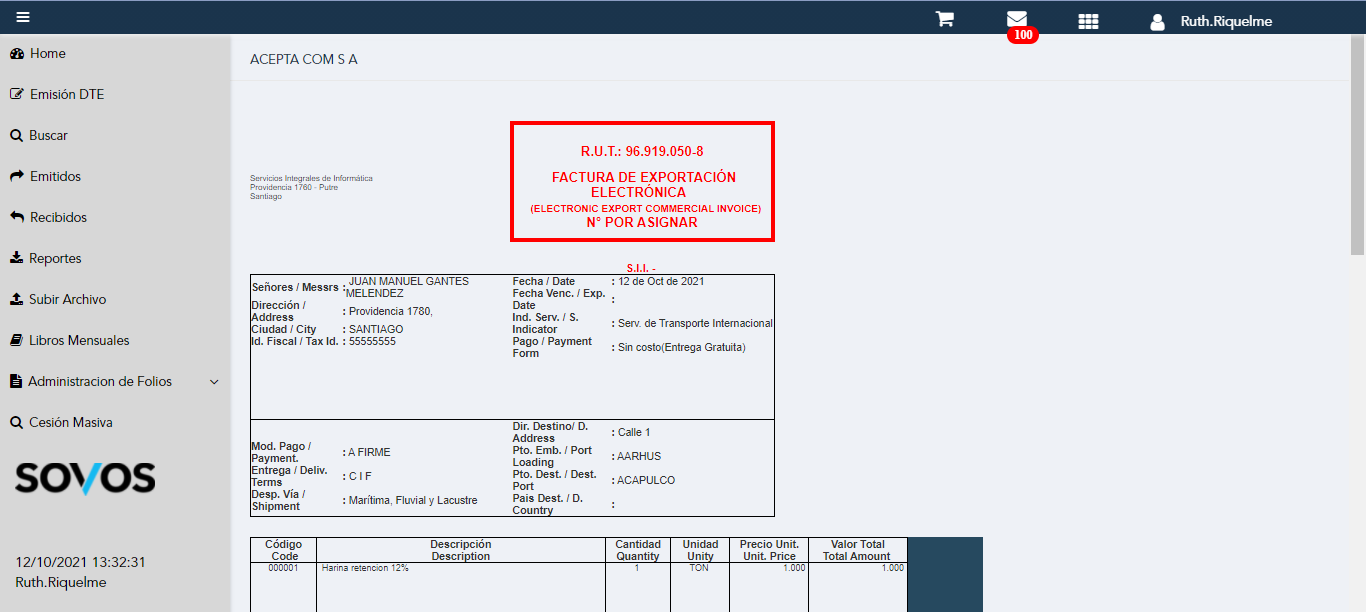 Ruth.Riquelme
100
Home
Emisión DTE
Buscar
Emitidos
Recibidos
Reportes
Subir Archivo
Libros Mensuales
Administracion de Folios
Cesión Masiva
SOVOS
12/10/2021 13:32:31
Ruth.Riquelme
ACEPTA COM S A
Servicios Integrales de Informática
Providencia 1760 - Putre
Santiago
R.U.T.: 96.919.050-8
FACTURA DE EXPORTACIÓN
ELECTRÓNICA
(ELECTRONIC EXPORT COMMERCIAL INVOICE)
N° POR ASIGNAR
S.I.I. -
Señores / Messrs : JUAN MANUEL GANTES
MELENDEZ
Dirección /
Address : Providencia 1780,
Ciudad / City : SANTIAGO
Id. Fiscal / Tax Id. : 55555555
Fecha / Date : 12 de Oct de 2021
Fecha Venc. / Exp.
Date :
Ind. Serv. / S.
Indicator : Serv. de Transporte Internacional
Pago / Payment
Form : Sin costo(Entrega Gratuita)
Mod. Pago /
Payment. : A FIRME
Entrega / Deliv.
Terms : C I F
Desp. Vía /
Shipment : Marítima, Fluvial y Lacustre
Dir. Destino/ D.
Address : Calle 1
Pto. Emb. / Port
Loading : AARHUS
Pto. Dest. / Dest.
Port : ACAPULCO
Pais Dest. / D.
Country :
Código Descripción Cantidad Unidad Precio Unit. Valor Total
Code Description Quantity Unity Unit. Price Total Amount
000001 Harina retencion 12% 1 TON 1.000 1.000